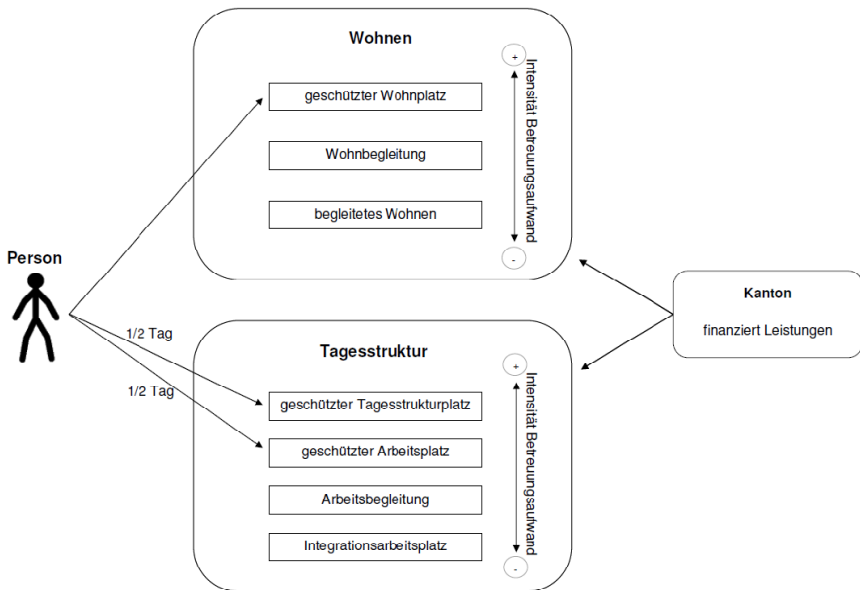 Wohnen
+
geschützter Wohnplatz
Wohnbegleitung
begleitetes Wohnen
Intensität Betreuungsaufwand
-
Person
1/2 Tag
1/2 Tag
Tagesstruktur
+
geschützter Tagesstrukturplatz
geschützter Arbeitsplatz
Arbeitsbegleitung
Integrationsarbeitsplatz
Intensität Betreuungsaufwand
-
Kanton
finanziert Leistungen